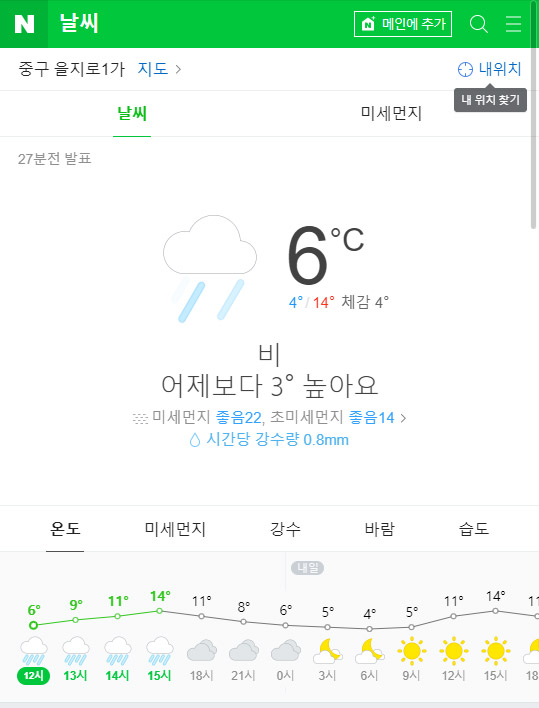 N 날씨 메인에 추가
중구 을지로1가 지도 내위치
내 위치 찾기
날씨 미세먼지
27분전 발표
6°C
4°/14° 체감 4°
비
어제보다 3° 높아요
미세먼지 좋음22, 초미세먼지 좋음14
시간당 강수량 0.8mm
온도 미세먼지 강수 바람 습도
내일
6° 9° 11° 14° 11° 8° 6° 5° 4° 5° 11° 14° 11
12시 13시 14시 15시 18시 21시 0시 3시 6시 9시 12시 15시 18